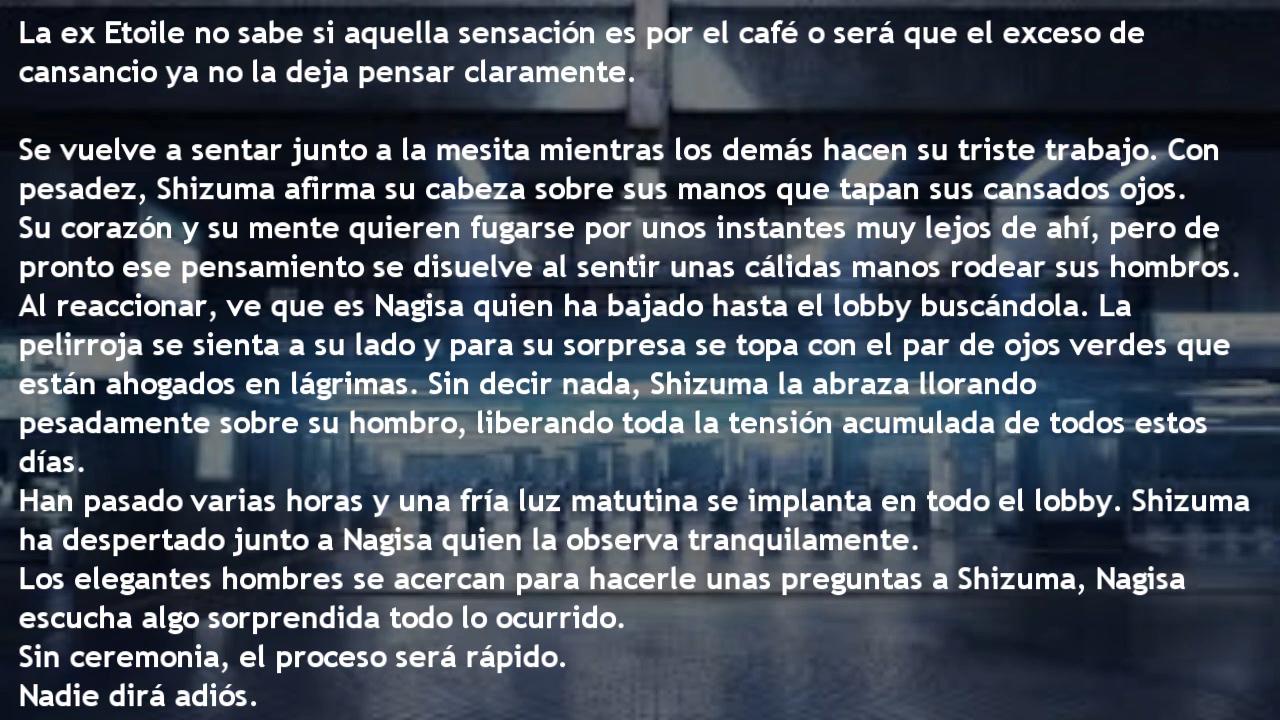 La ex Etoile no sabe si aquella sensación es por el café o será que el exceso de
cansancio ya no la deja pensar claramente.
Se vuelve a sentar junto a la mesita mientras los demás hacen su triste trabajo. Con
pesadez, Shizuma afirma su cabeza sobre sus manos que tapan sus cansados ojos.
Su corazón y su mente quieren fugarse por unos instantes muy lejos de ahí, pero de
pronto ese pensamiento se disuelve al sentir unas cálidas manos rodear sus hombros.
Al reaccionar, ve que es Nagisa quien ha bajado hasta el lobby buscándola. La
pelirroja se sienta a su lado y para su sorpresa se topa con el par de ojos verdes que
están ahogados en lágrimas. Sin decir nada, Shizuma la abraza llorando
pesadamente sobre su hombro, liberando toda la tensión acumulada de todos estos
días.
Han pasado varias horas y una fría luz matutina se implanta en todo el lobby. Shizuma
ha despertado junto a Nagisa quien la observa tranquilamente.
Los elegantes hombres se acercan para hacerle unas preguntas a Shizuma, Nagisa
escucha algo sorprendida todo lo ocurrido.
Sin ceremonia, el proceso será rápido.
Nadie dirá adiós.